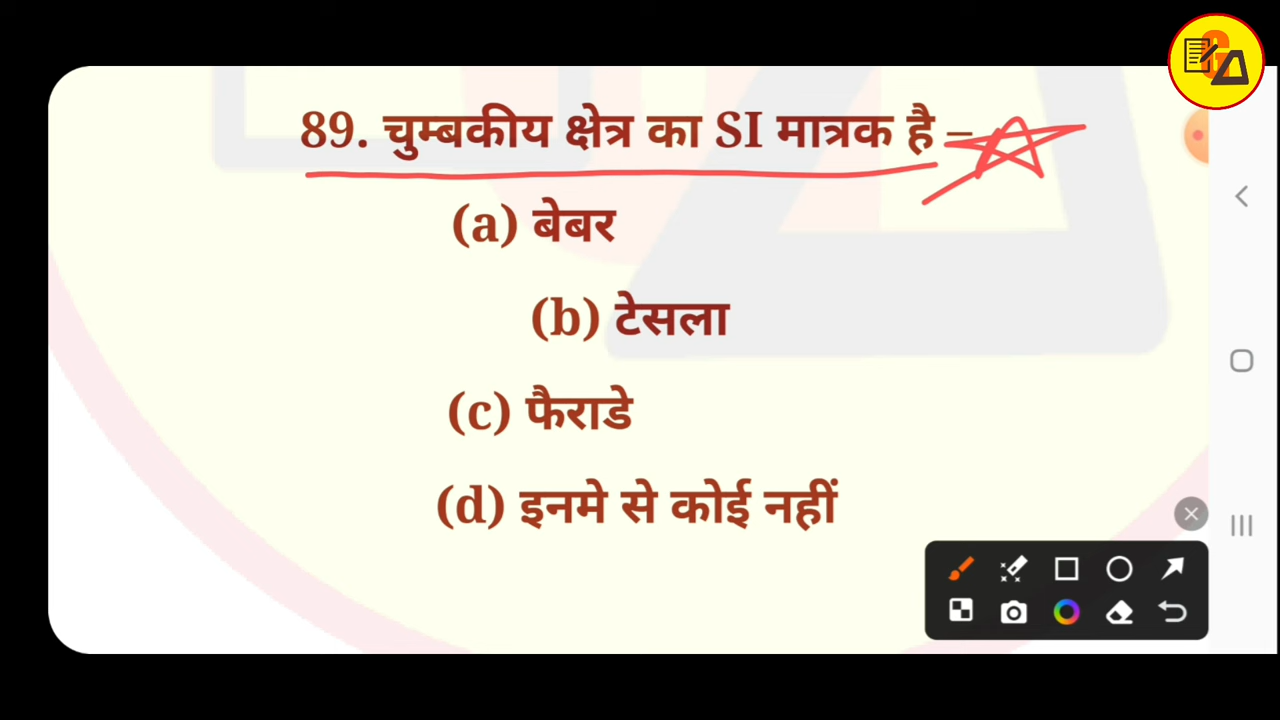 89. चुम्बकीय क्षेत्र का SI मात्रक है –
(a) बेबर
(b) टेसला
(c) फैराडे
(d) इनमे से कोई नहीं